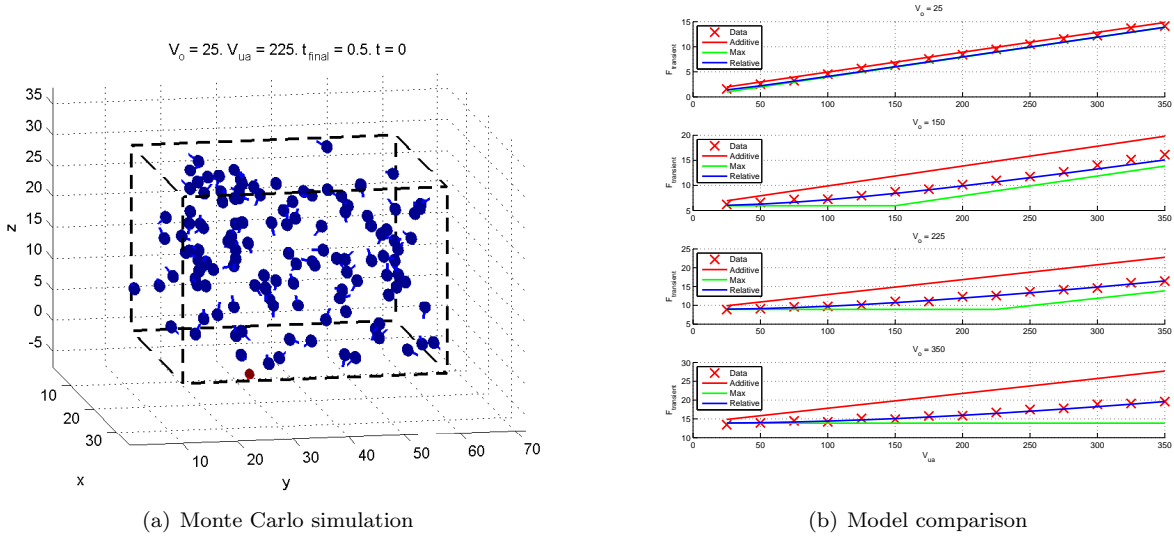 V_o = 25. V_ua = 225. t_final = 0.5. t = 0
35
30
25
20
15
10
5
0
-5
z
10
20
30
x
10
20
30
40
50
60
70
y
(a) Monte Carlo simulation
V_o = 25
F_transient
15
10
5
0
Data
Additive
Max
Relative
0 50 100 150 200 250 300 350
V_o = 150
F_transient
20
15
10
5
Data
Additive
Max
Relative
0 50 100 150 200 250 300 350
V_o = 225
F_transient
25
20
15
10
5
Data
Additive
Max
Relative
0 50 100 150 200 250 300 350
V_o = 350
F_transient
30
25
20
15
10
Data
Additive
Max
Relative
0 50 100 150 200 250 300 350
V_ua
(b) Model comparison